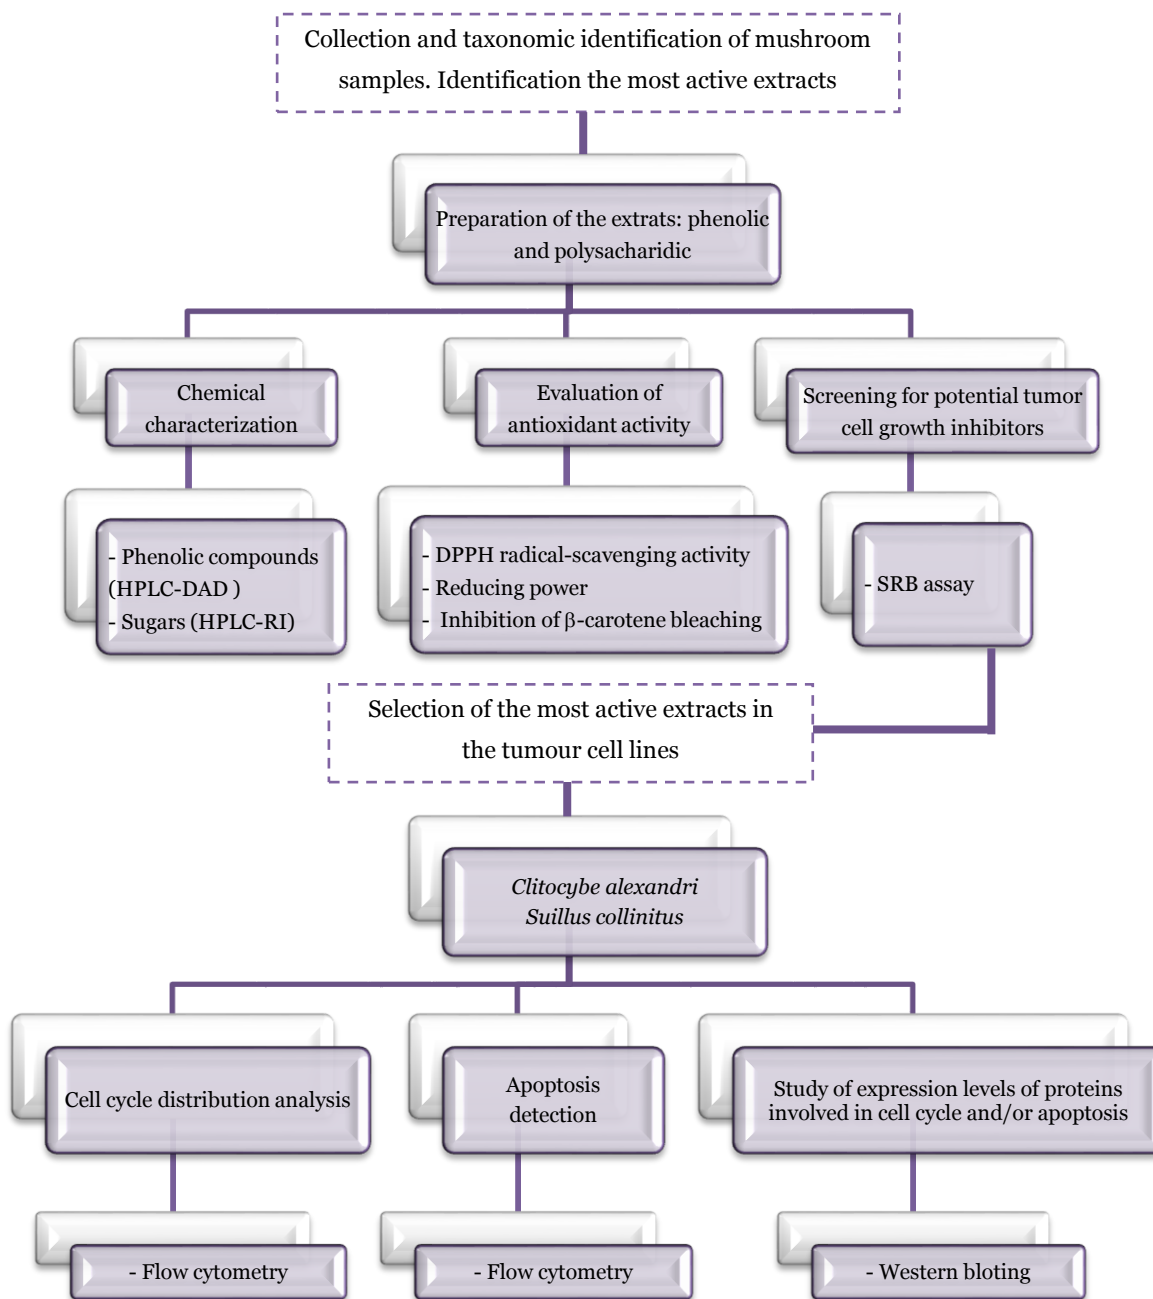 Collection and taxonomic identification of mushroom
samples. Identification the most active extracts
Preparation of the extrats: phenolic
and polysacharidic
Chemical
characterization
Evaluation of
antioxidant activity
Screening for potential tumor
cell growth inhibitors
- Phenolic compounds
(HPLC-DAD )
- Sugars (HPLC-RI)
- DPPH radical-scavenging activity
- Reducing power
- Inhibition of β-carotene bleaching
- SRB assay
Selection of the most active extracts in
the tumour cell lines
Clitocybe alexandri
Suillus collinitus
Cell cycle distribution analysis
Apoptosis
detection
Study of expression levels of proteins
involved in cell cycle and/or apoptosis
- Flow cytometry
- Flow cytometry
- Western bloting